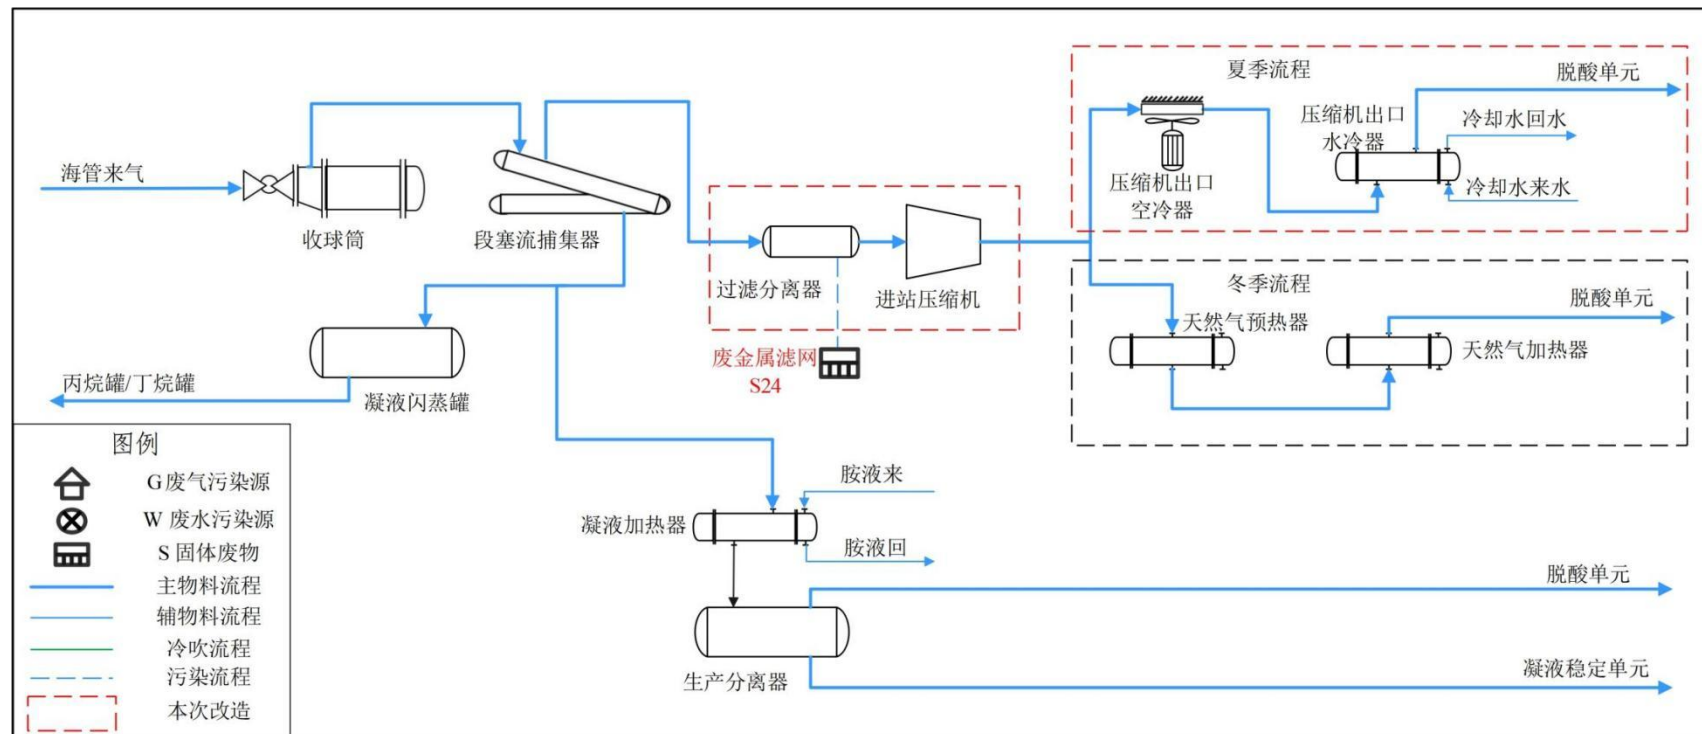 夏季流程
脱酸单元
压缩机出口
水冷器
冷却水回水
冷却水来水
压缩机出口
空冷器
海管来气
收球筒
段塞流捕集器
过滤分离器
进站压缩机
冬季流程
脱酸单元
天然气预热器
天然气加热器
废金属滤网
S24
丙烷罐/丁烷罐
凝液闪蒸罐
胺液来
凝液加热器
胺液回
脱酸单元
生产分离器
凝液稳定单元
图例
G废气污染源
W 废水污染源
S 固体废物
主物料流程
辅物料流程
冷吹流程
污染流程
本次改造